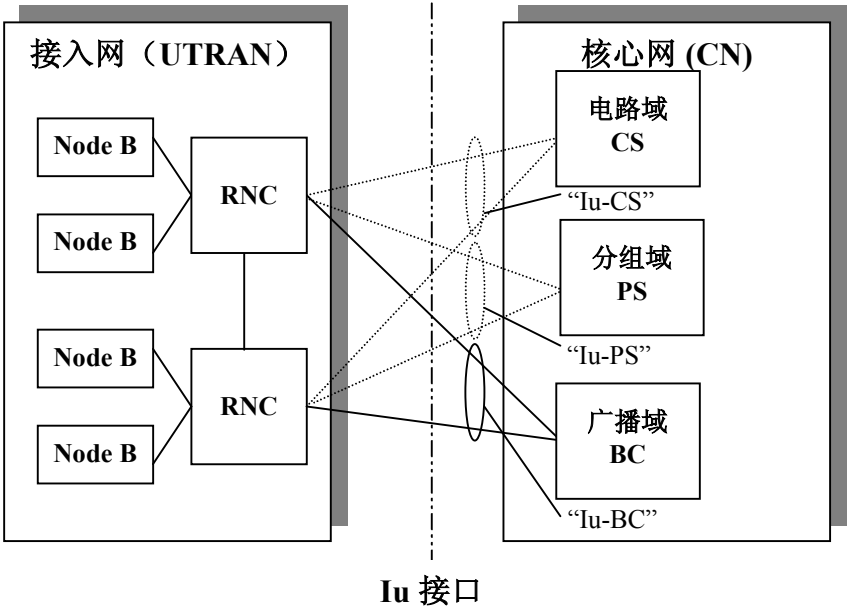 接入网（UTRAN）
Node B
Node B
RNC
Node B
Node B
RNC
核心网 (CN)
电路域
CS
“Iu-CS”
分组域
PS
“Iu-PS”
广播域
BC
“Iu-BC”
Iu 接口